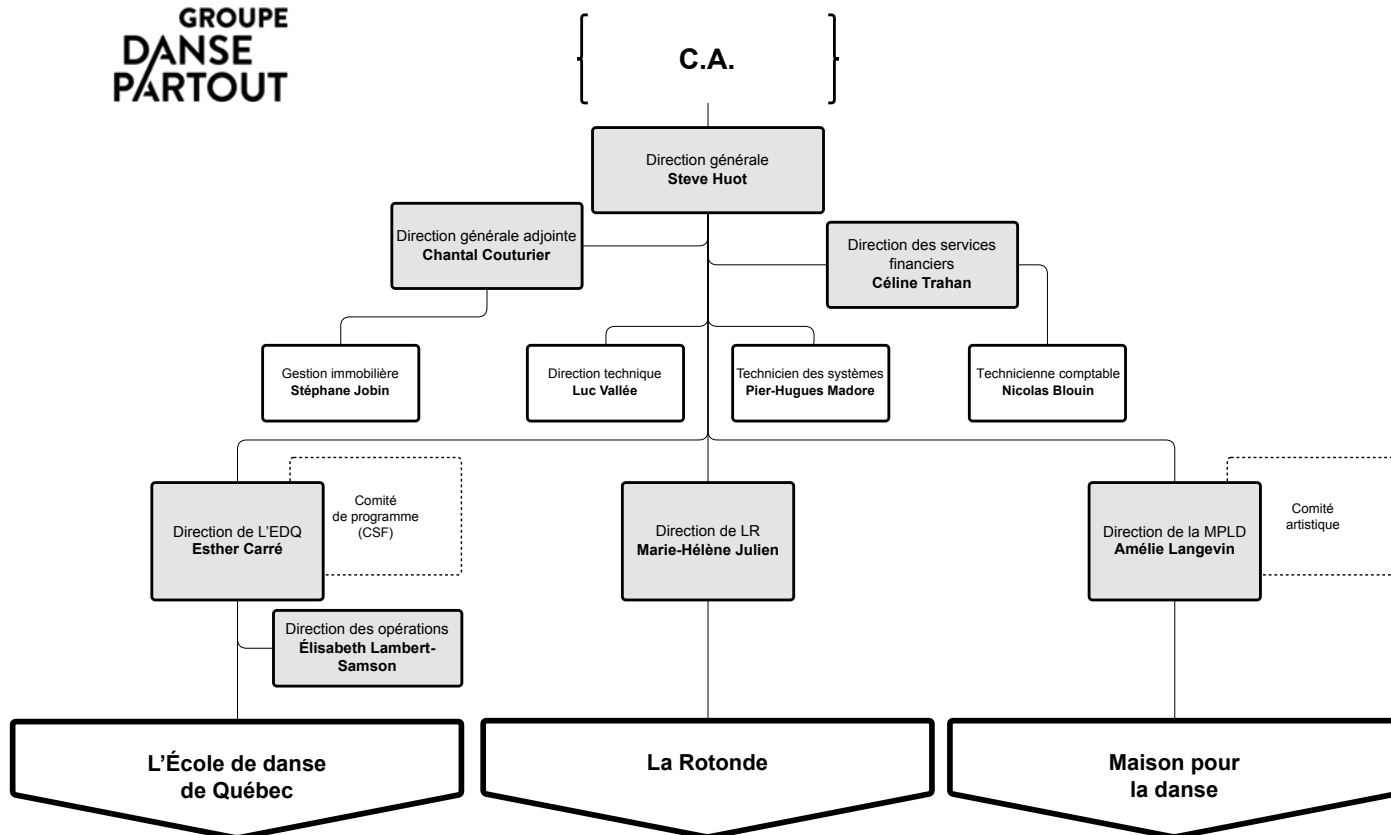 GROUPE
DANSE
PARTOUT
C.A.
Direction générale
Steve Huot
Direction générale adjointe
Chantal Couturier
Direction des services
financiers
Céline Trahan
Gestion immobilière
Stéphane Jobin
Direction technique
Luc Vallée
Technicien des systèmes
Pier-Hugues Madore
Technicienne comptable
Nicolas Blouin
Direction de L'EDQ
Esther Carré
Comité
de programme
(CSF)
Direction de LR
Marie-Hélène Julien
Direction de la MPLD
Amélie Langevin
Comité
artistique
Direction des opérations
Élisabeth Lambert-
Samson
L'École de danse
de Québec
La Rotonde
Maison pour
la danse